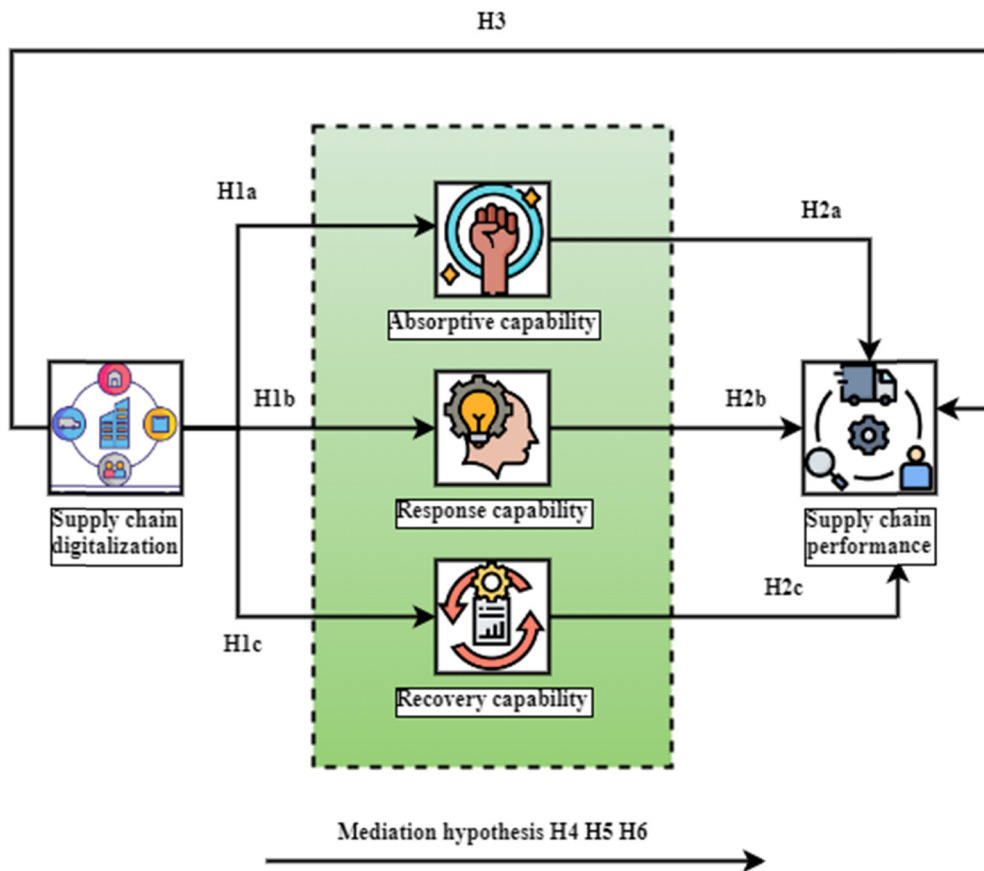 H3
H1a
H2a
Absorptive capability
H1b
H2b
Supply chain
digitalization
Response capability
Supply chain
performance
H2c
H1c
Recovery capability
Mediation hypothesis H4 H5 H6